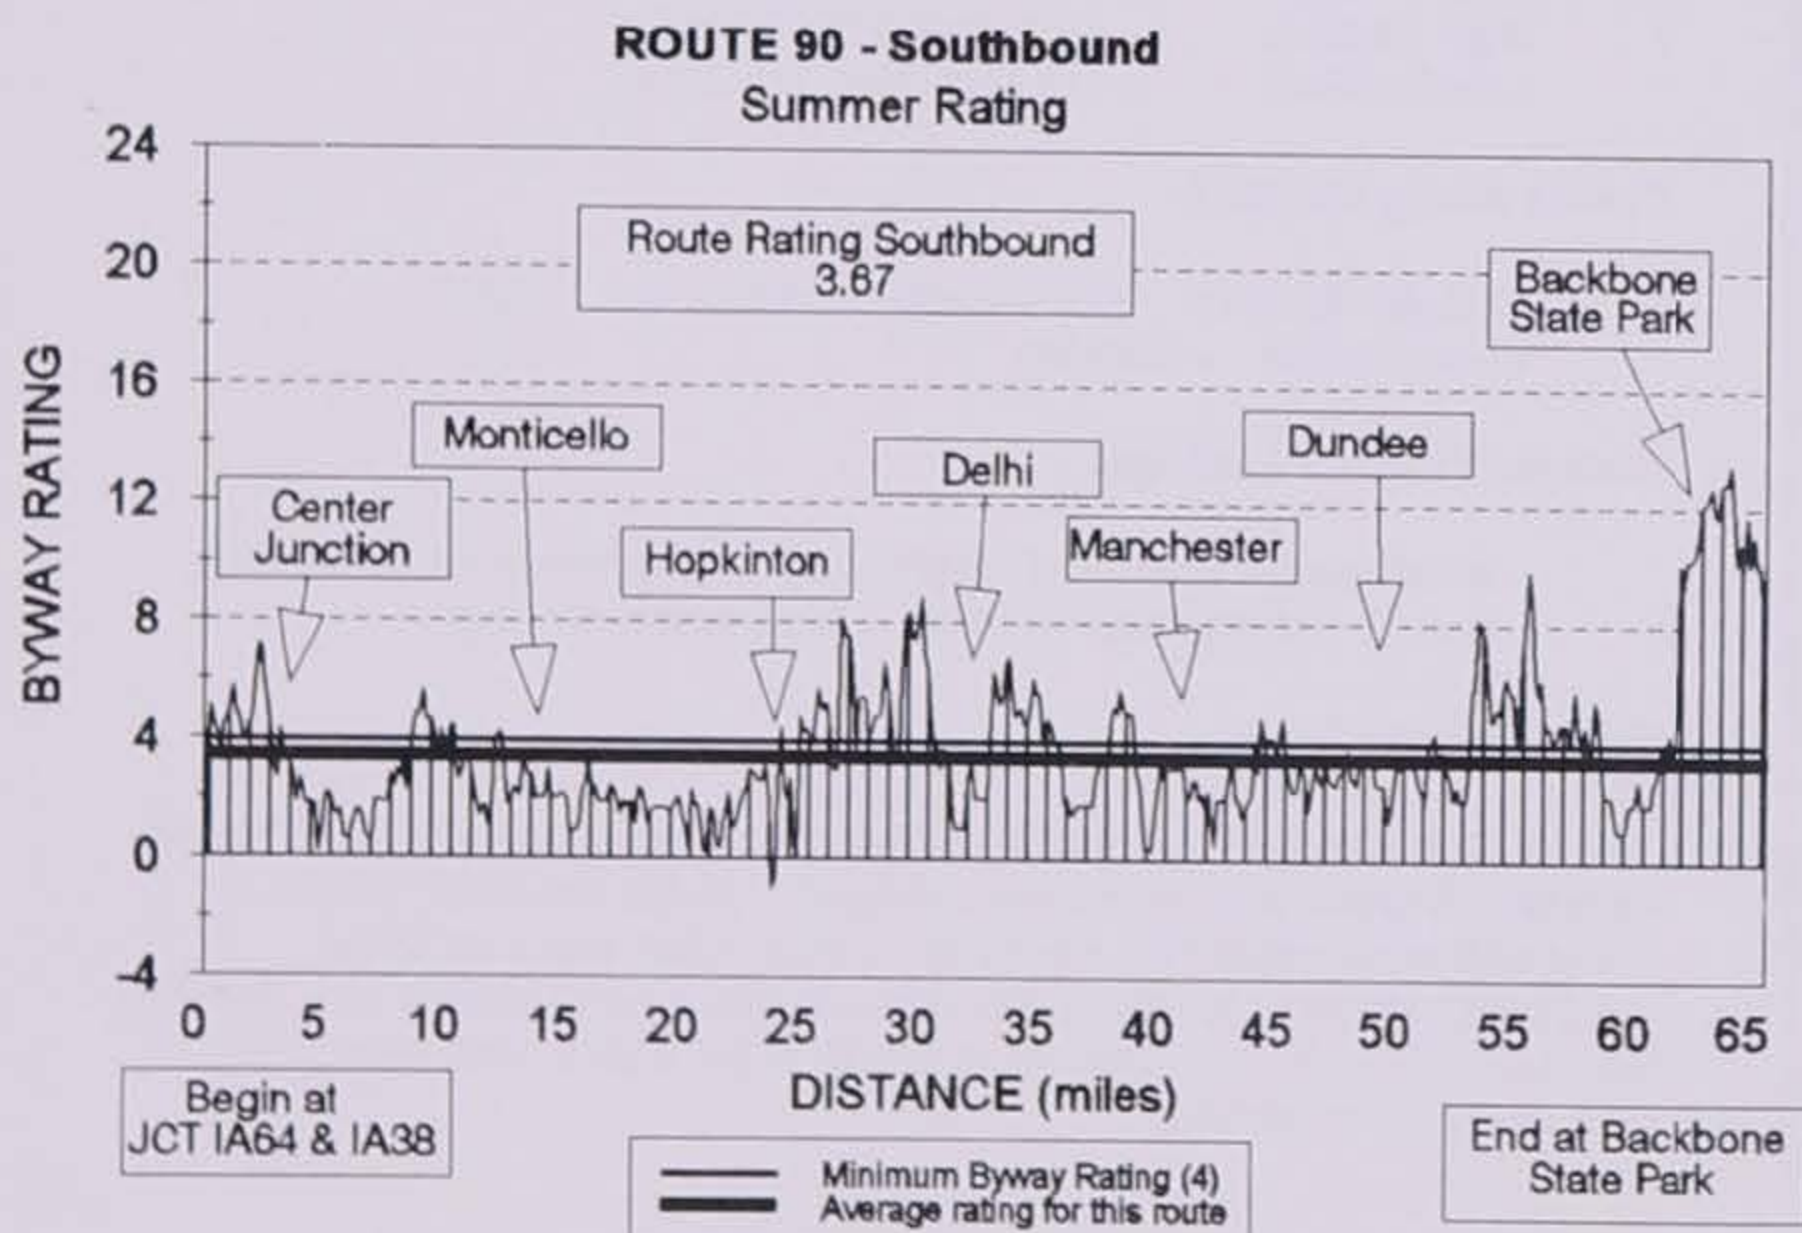 ROUTE 90 - Southbound
Summer Rating
24
20
16
12
8
4
0
-4
BYWAY RATING
Route Rating Southbound
3.67
Backbone
State Park
Monticello
Dundee
Delhi
Center
Junction
Hopkinton
Manchester
0 5 10 15 20 25 30 35 40 45 50 55 60 65
DISTANCE (miles)
Begin at
JCT IA64 & IA38
End at Backbone
State Park
Minimum Byway Rating (4)
Average rating for this route